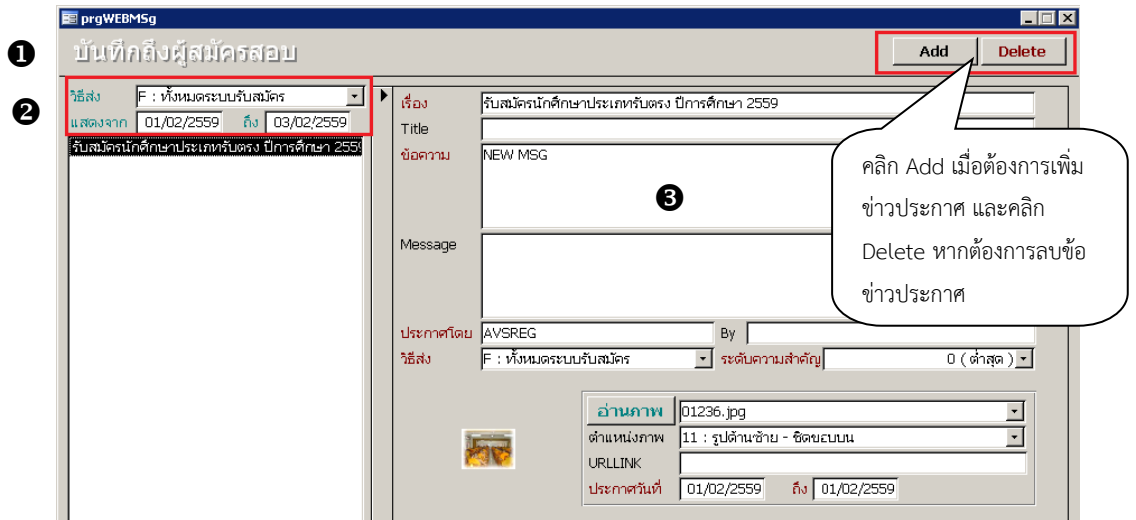 prgWEBMSg
❶ บันทึกถึงผู้สมัครสอบ Add Delete
❷ วิธีส่ง F : ทั้งหมดระบบรับสมัคร
แสดงจาก 01/02/2559 ถึง 03/02/2559
รับสมัครนักศึกษาประเภทรับตรง ปีการศึกษา 255
เรื่อง รับสมัครนักศึกษาประเภทรับตรง ปีการศึกษา 2559
Title
ข้อความ NEW MSG
❸
Message
คลิก Add เมื่อต้องการเพิ่ม
ข่าวประกาศ และคลิก
Delete หากต้องการลบข้อ
ข่าวประกาศ
ประกาศโดย AVSREG By
วิธีส่ง F : ทั้งหมดระบบรับสมัคร ระดับความสำคัญ 0 ( ต่ำสุด )
อ่านภาพ 01236.jpg
ตำแหน่งภาพ 11 : รูปด้านซ้าย - ชิดขอบบน
URLLINK
ประกาศวันที่ 01/02/2559 ถึง 01/02/2559